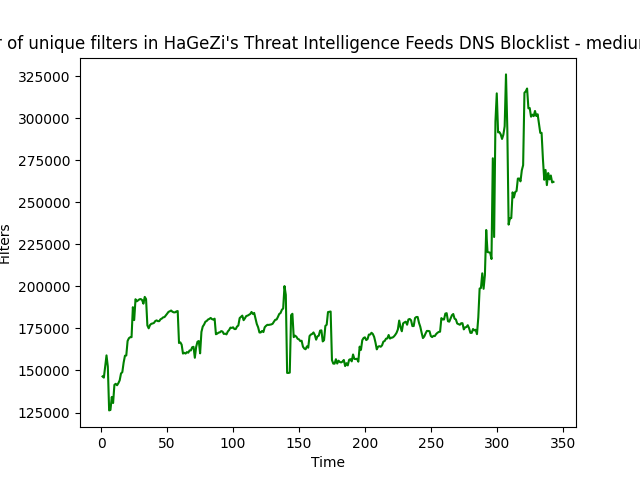 of unique filters in HaGeZi's Threat Intelligence Feeds DNS Blocklist -
325000
300000
275000
250000
225000
200000
175000
150000
125000
Filters
0 50 100 150 200 250 300 350
Time